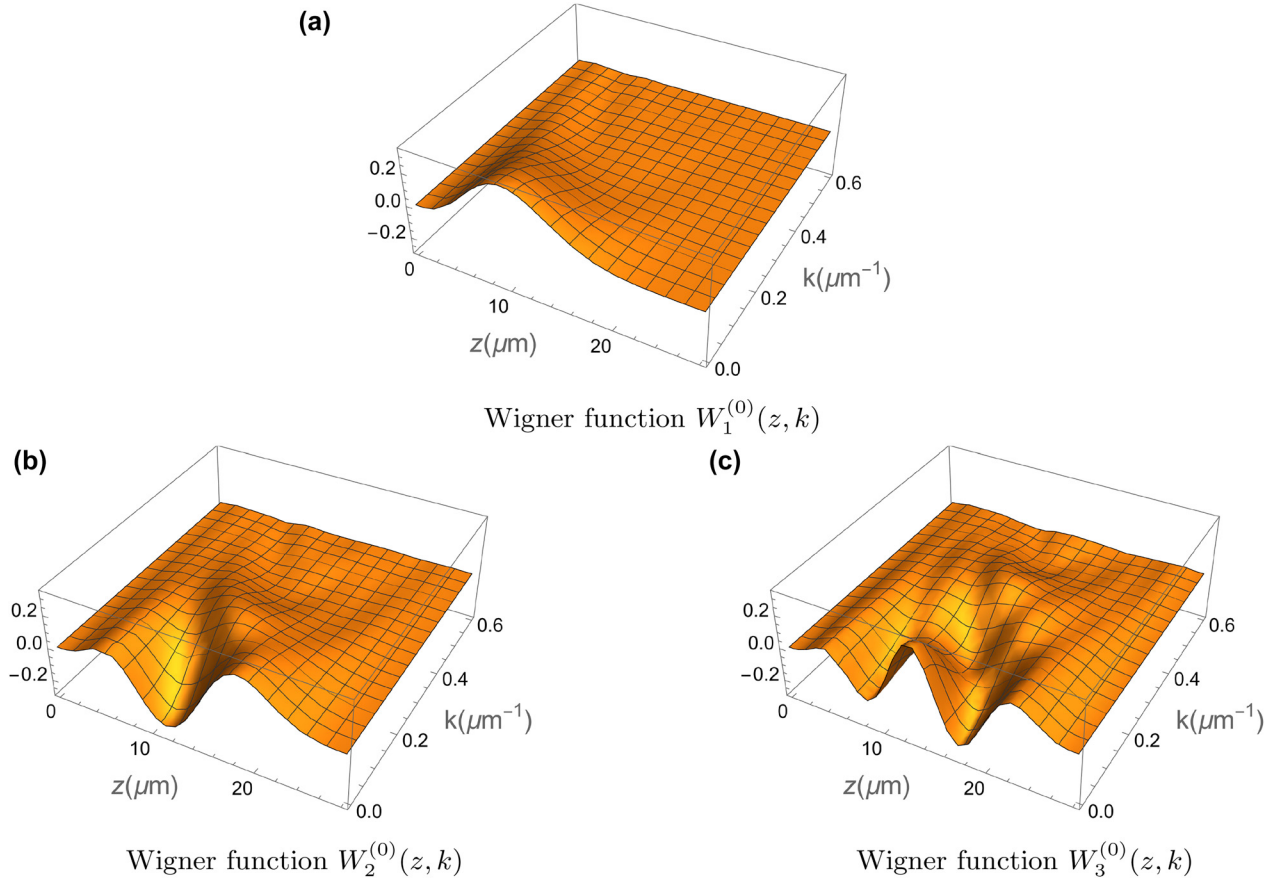 (a)
0.2
0.0
−0.2
0
10
20
z(μm)
0.0
0.2
0.4
0.6
k(μm⁻¹)
Wigner function W₁⁽⁰⁾(z, k)
(b)
0.2
0.0
−0.2
0
10
20
z(μm)
0.0
0.2
0.4
0.6
k(μm⁻¹)
Wigner function W₂⁽⁰⁾(z, k)
(c)
0.2
0.0
−0.2
0
10
20
z(μm)
0.0
0.2
0.4
0.6
k(μm⁻¹)
Wigner function W₃⁽⁰⁾(z, k)